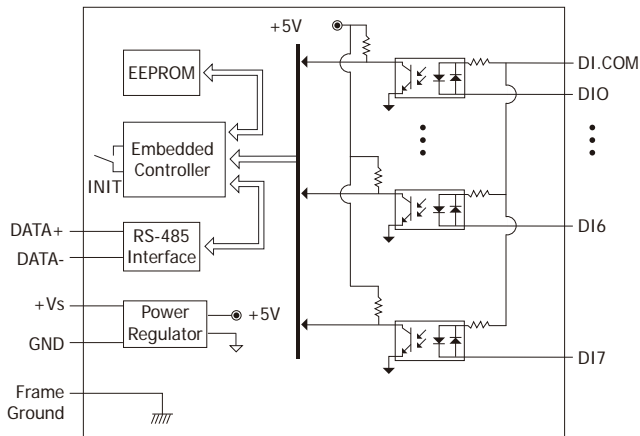 +5V
EEPROM
DI.COM
DIO
Embedded
Controller
INIT
DATA+
DATA-
RS-485
Interface
DI6
+Vs
GND
Power
Regulator
+5V
DI7
Frame
Ground